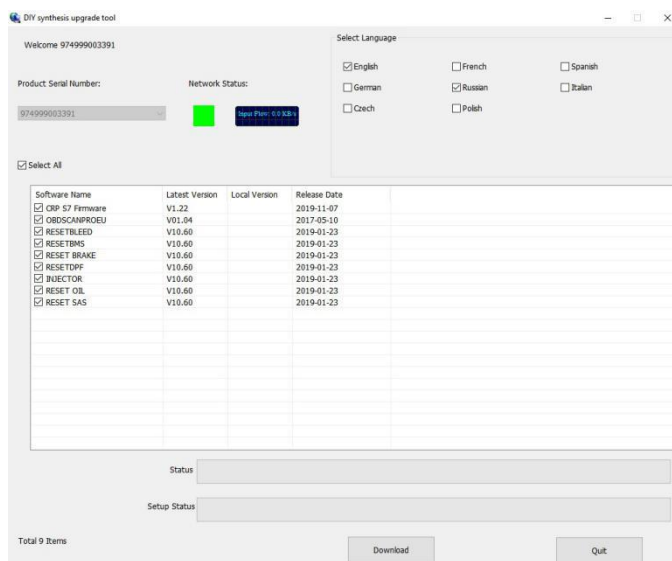 DIY synthesis upgrade tool
Welcome 974999003391
Select Language
English French Spanish
German Russian Italian
Czech Polish
Product Serial Number: Network Status:
974999003391
Input Flow: 0.0 KB/s
Select All
Software Name Latest Version Local Version Release Date
CRP S7 Firmware V1.22 2019-11-07
OBDSCANPROEU V01.04 2017-05-10
RESETBLEED V10.60 2019-01-23
RESETBMS V10.60 2019-01-23
RESET BRAKE V10.60 2019-01-23
RESETDPF V10.60 2019-01-23
INJECTOR V10.60 2019-01-23
RESET OIL V10.60 2019-01-23
RESET SAS V10.60 2019-01-23
Status
Setup Status
Total 9 Items
Download Quit